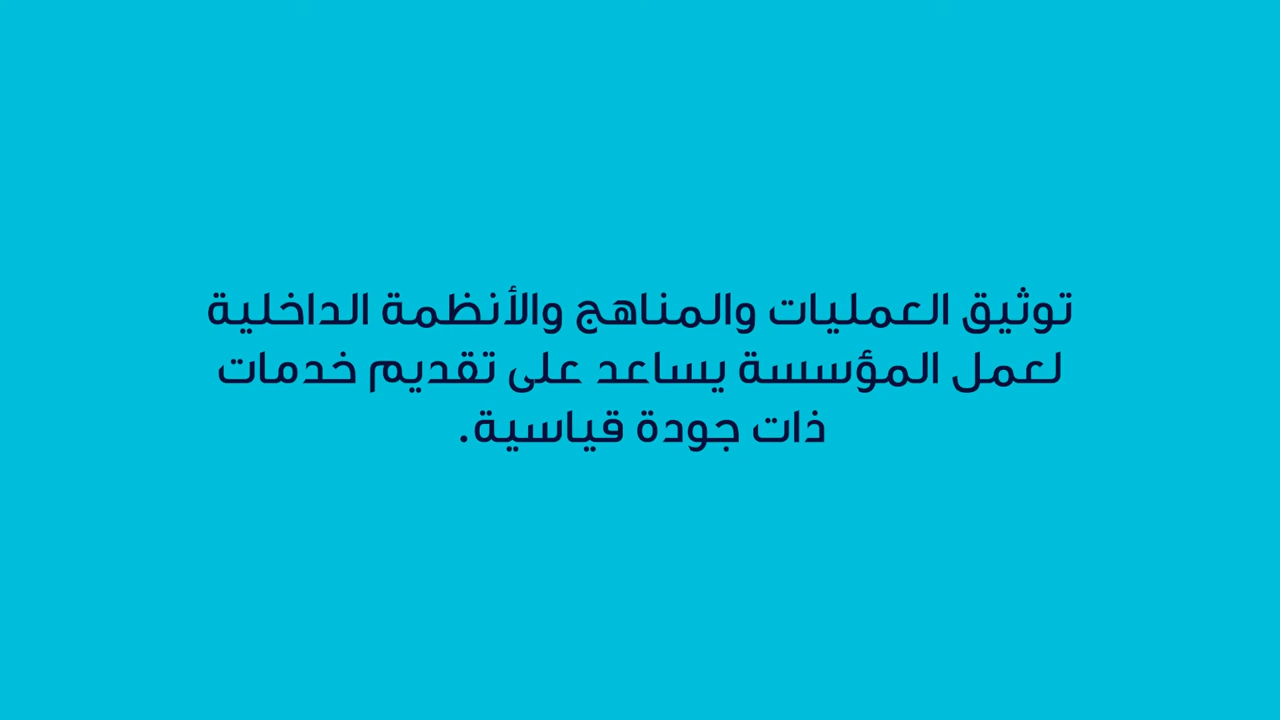 توثيق العمليات والمناهج والأنظمة الداخلية
لعمل المؤسسة يساعد على تقديم خدمات
ذات جودة قياسية.